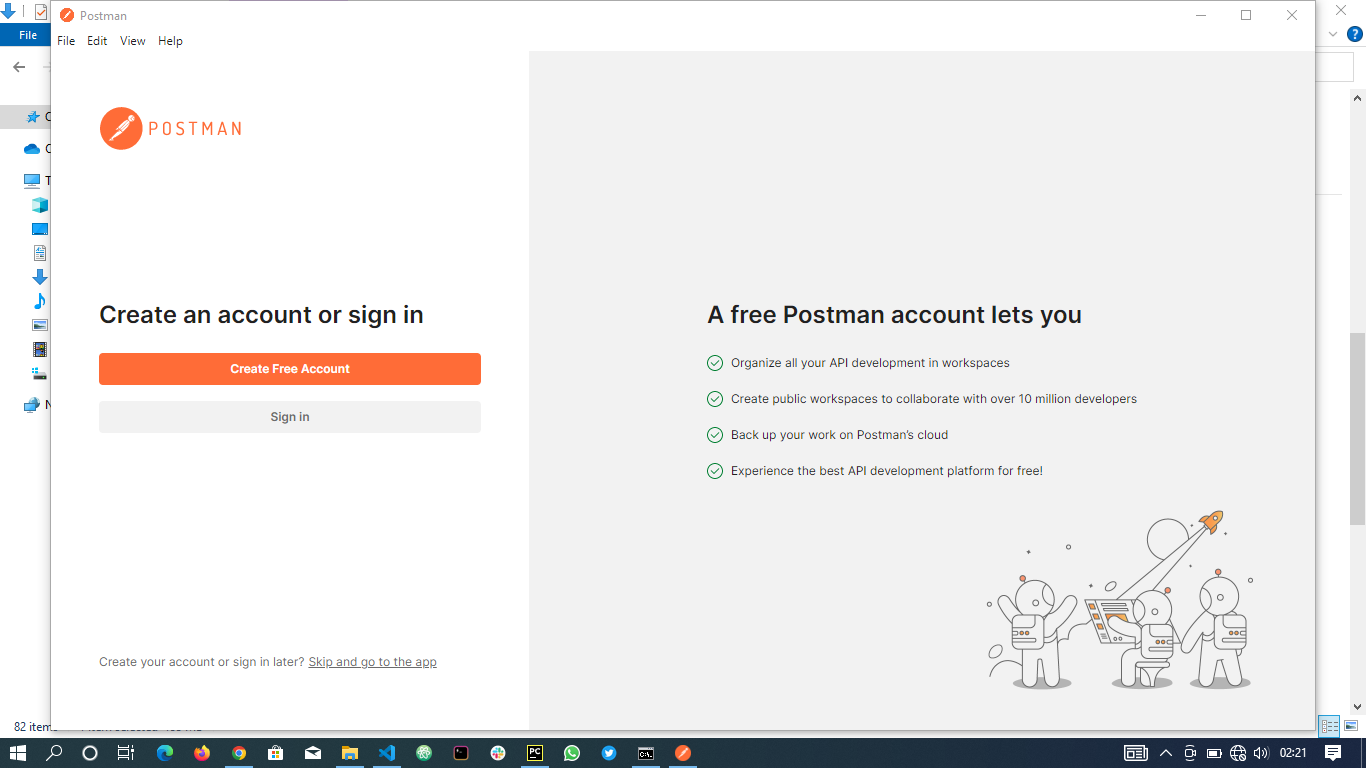 Postman
File
File Edit View Help
POSTMAN
Create an account or sign in
Create Free Account
Sign in
Create your account or sign in later? Skip and go to the app
A free Postman account lets you
Organize all your API development in workspaces
Create public workspaces to collaborate with over 10 million developers
Back up your work on Postman's cloud
Experience the best API development platform for free!
82 items
02:21